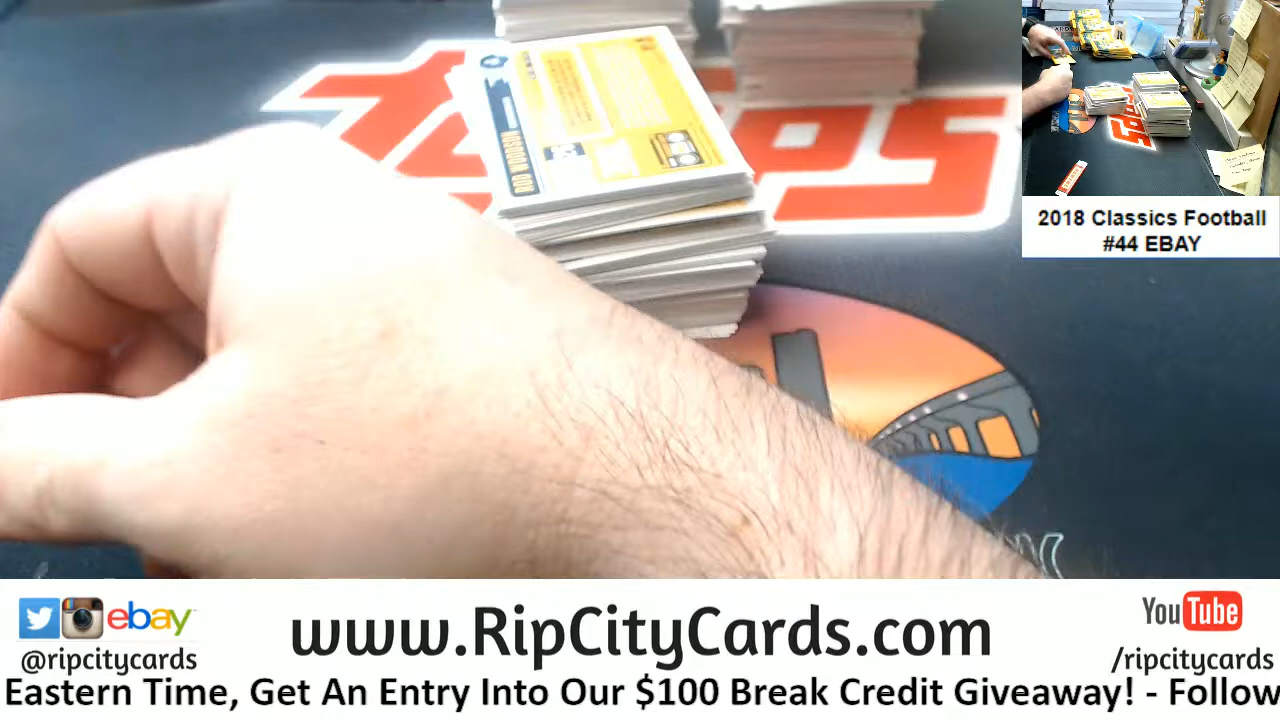 2018 Classics Football
#44 EBAY
ebay
@ripcitycards
www.RipCityCards.com
YouTube
/ripcitycards
Eastern Time, Get An Entry Into Our $100 Break Credit Giveaway! - Follow